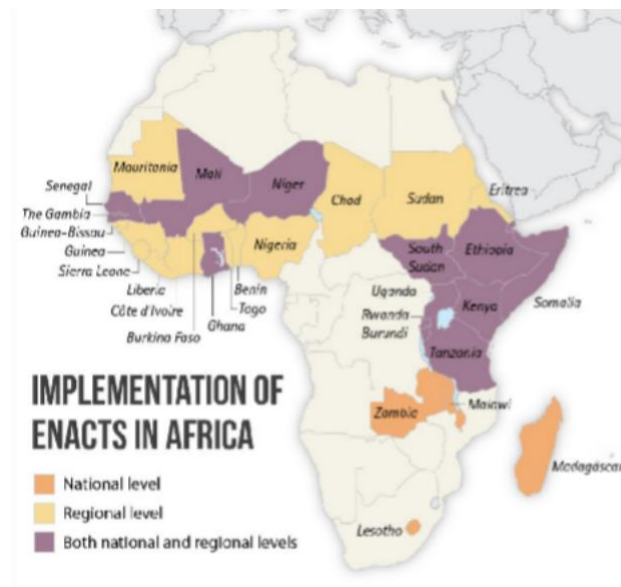 Mauritania
Mali
Niger
Chad
Sudan
Eritrea
Senegal
The Gambia
Guinea-Bissau
Guinea
Sierra Leone
Liberia
Côte d'Ivoire
Burkina Faso
Ghana
Togo
Benin
Nigeria
South
Sudan
Ethiopia
Somalia
Uganda
Rwanda
Burundi
Kenya
Tanzania
Zambia
Malawi
Madagascar
Lesotho
IMPLEMENTATION OF
ENACTS IN AFRICA
National level
Regional level
Both national and regional levels